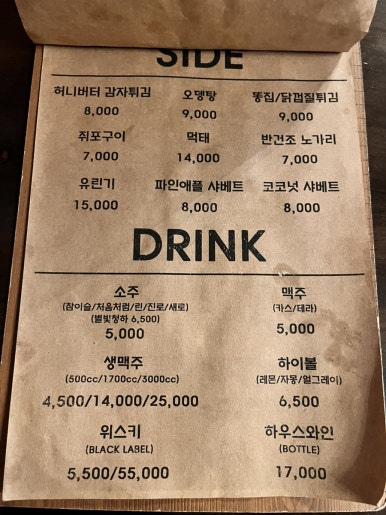 SIDE
허니버터 감자튀김 오뎅탕 똥집/닭껍질튀김
8,000 9,000 9,000
쥐포구이 먹태 반건조 노가리
7,000 14,000 7,000
유린기 파인애플 샤베트 코코넛 샤베트
15,000 8,000 8,000
DRINK
소주 맥주
(참이슬/처음처럼/린/진로/새로) (카스/테라)
(별빛청하 6,500)
5,000 5,000
생맥주 하이볼
(500cc/1700cc/3000cc) (레몬/자몽/얼그레이)
4,500/14,000/25,000 6,500
위스키 하우스와인
(BLACK LABEL) (BOTTLE)
5,500/55,000 17,000